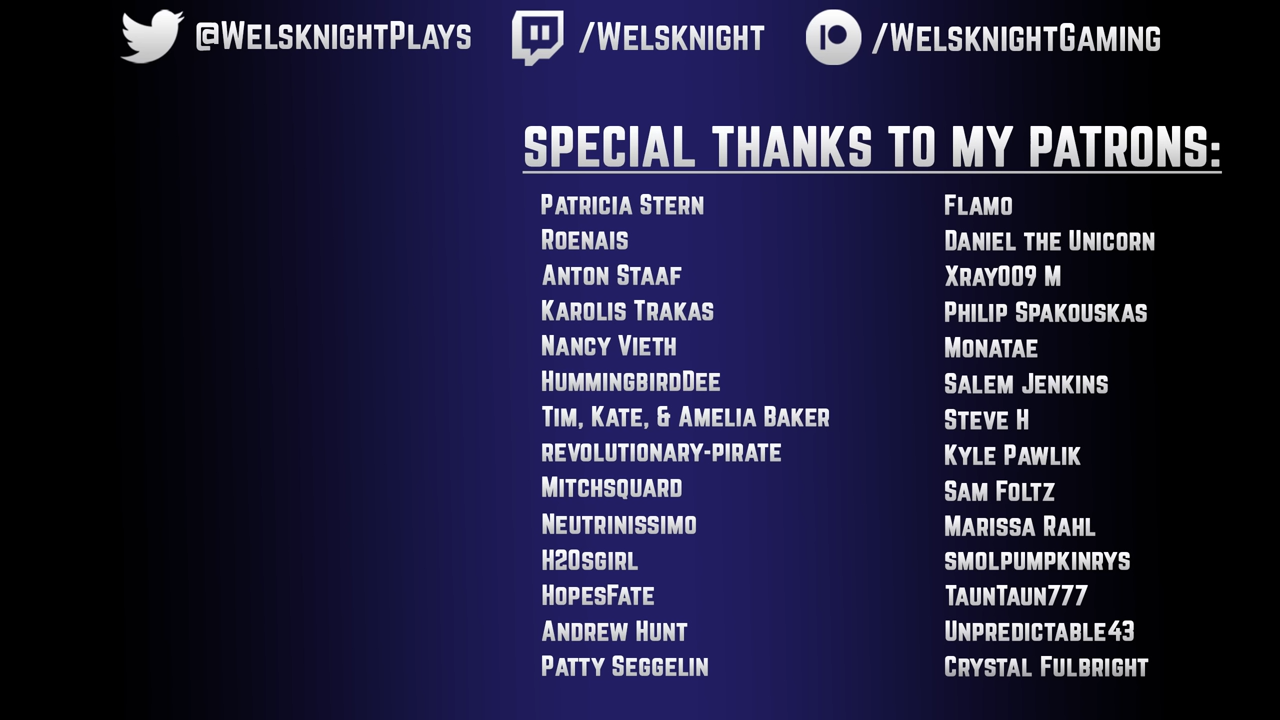 @WelsknightPlays /Welsknight /WelsknightGaming
SPECIAL THANKS TO MY PATRONS:
Patricia Stern
Roenais
Anton Staaf
Karolis Trakas
Nancy Vieth
HummingbirdDee
Tim, Kate, & Amelia Baker
revolutionary-pirate
Mitchsquard
Neutrinissimo
H20sgirl
HopesFate
Andrew Hunt
Patty Seggelin
Flamo
Daniel the Unicorn
Xray009 M
Philip Spakouskas
Monatae
Salem Jenkins
Steve H
Kyle Pawlik
Sam Foltz
Marissa Rahl
smolpumpkinrys
TaunTaun777
Unpredictable43
Crystal Fulbright